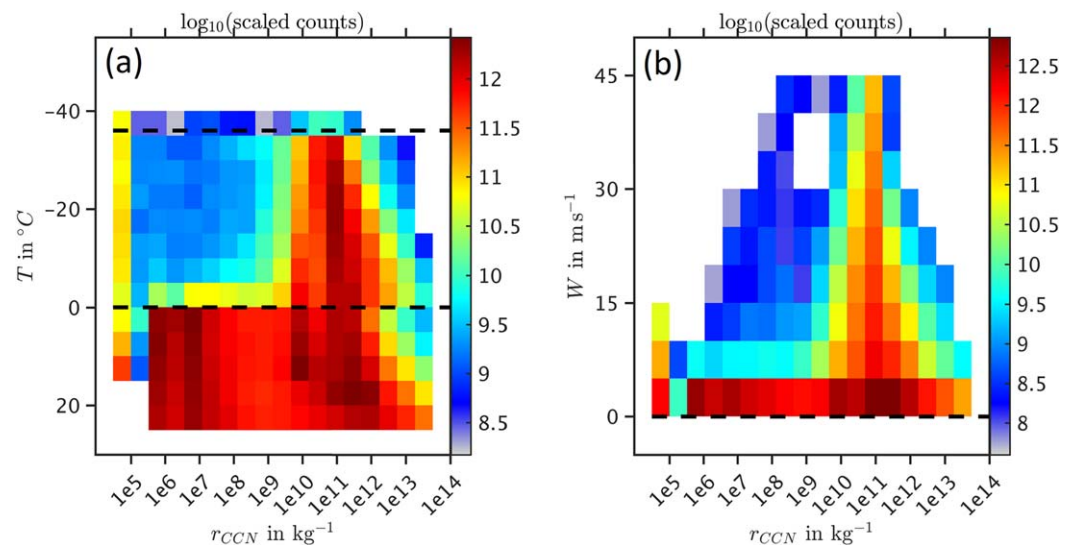 log₁₀(scaled counts)
(a)
−40
−20
0
20
T in °C
1e5
1e6
1e7
1e8
1e9
1e10
1e11
1e12
1e13
1e14
r_CCN in kg⁻¹
12
11.5
11
10.5
10
9.5
9
8.5
log₁₀(scaled counts)
(b)
45
30
15
0
W in m s⁻¹
1e5
1e6
1e7
1e8
1e9
1e10
1e11
1e12
1e13
1e14
r_CCN in kg⁻¹
12.5
12
11.5
11
10.5
10
9.5
9
8.5
8